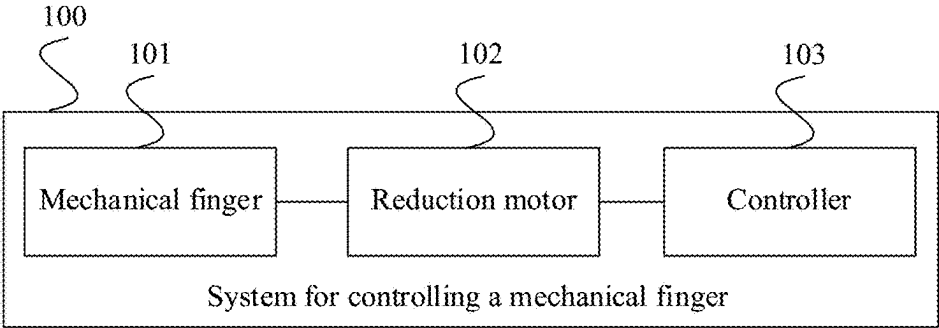 100
101 102 103
Mechanical finger Reduction motor Controller
System for controlling a mechanical finger